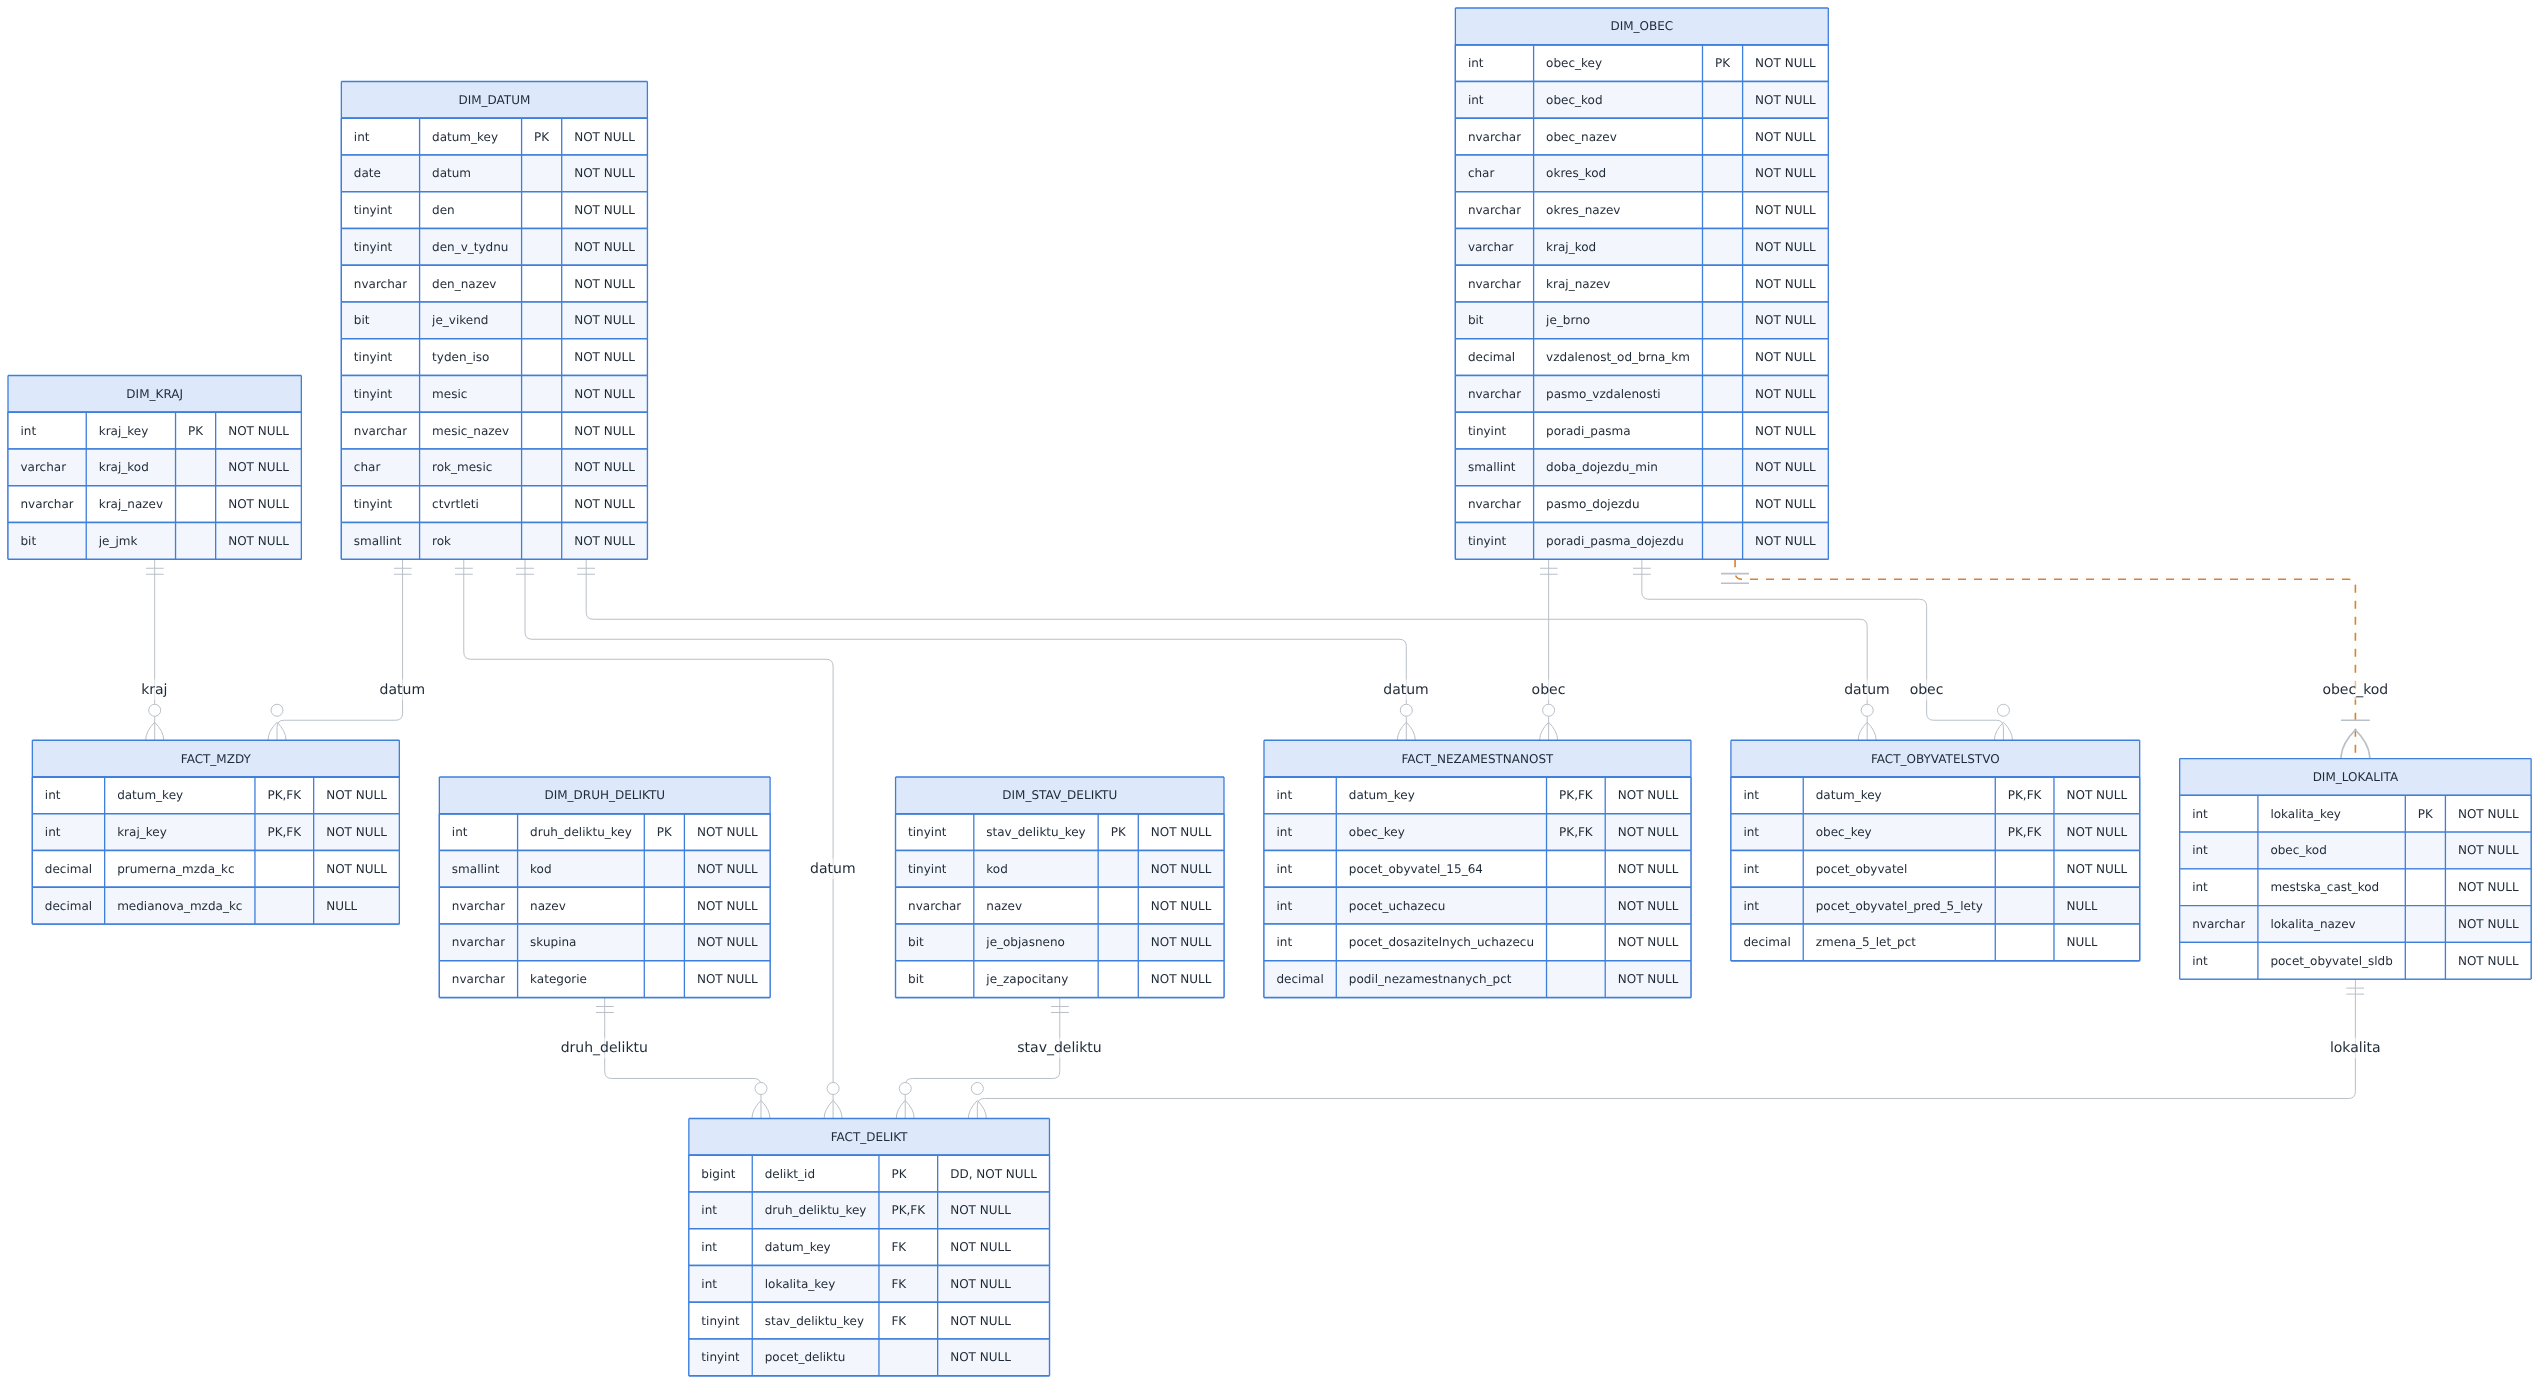 DIM_OBEC
int obec_key PK NOT NULL
int obec_kod NOT NULL
nvarchar obec_nazev NOT NULL
char okres_kod NOT NULL
nvarchar okres_nazev NOT NULL
varchar kraj_kod NOT NULL
nvarchar kraj_nazev NOT NULL
bit je_brno NOT NULL
decimal vzdalenost_od_brna_km NOT NULL
nvarchar pasmo_vzdalenosti NOT NULL
tinyint poradi_pasma NOT NULL
smallint doba_dojezdu_min NOT NULL
nvarchar pasmo_dojezdu NOT NULL
tinyint poradi_pasma_dojezdu NOT NULL
DIM_DATUM
int datum_key PK NOT NULL
date datum NOT NULL
tinyint den NOT NULL
tinyint den_v_tydnu NOT NULL
nvarchar den_nazev NOT NULL
bit je_vikend NOT NULL
tinyint tyden_iso NOT NULL
tinyint mesic NOT NULL
nvarchar mesic_nazev NOT NULL
char rok_mesic NOT NULL
tinyint ctvrtleti NOT NULL
smallint rok NOT NULL
DIM_KRAJ
int kraj_key PK NOT NULL
varchar kraj_kod NOT NULL
nvarchar kraj_nazev NOT NULL
bit je_jmk NOT NULL
kraj
datum
datum
obec
datum
obec
obec_kod
FACT_MZDY
int datum_key PK,FK NOT NULL
int kraj_key PK,FK NOT NULL
decimal prumerna_mzda_kc NOT NULL
decimal medianova_mzda_kc NULL
DIM_DRUH_DELIKTU
int druh_deliktu_key PK NOT NULL
smallint kod NOT NULL
nvarchar nazev NOT NULL
nvarchar skupina NOT NULL
nvarchar kategorie NOT NULL
datum
DIM_STAV_DELIKTU
tinyint stav_deliktu_key PK NOT NULL
tinyint kod NOT NULL
nvarchar nazev NOT NULL
bit je_objasneno NOT NULL
bit je_zapocitany NOT NULL
FACT_NEZAMESTNANOST
int datum_key PK,FK NOT NULL
int obec_key PK,FK NOT NULL
int pocet_obyvatel_15_64 NOT NULL
int pocet_uchazecu NOT NULL
int pocet_dosazitelnych_uchazecu NOT NULL
decimal podil_nezamestnanych_pct NOT NULL
FACT_OBYVATELSTVO
int datum_key PK,FK NOT NULL
int obec_key PK,FK NOT NULL
int pocet_obyvatel NOT NULL
int pocet_obyvatel_pred_5_lety NULL
decimal zmena_5_let_pct NULL
DIM_LOKALITA
int lokalita_key PK NOT NULL
int obec_kod NOT NULL
int mestska_cast_kod NOT NULL
nvarchar lokalita_nazev NOT NULL
int pocet_obyvatel_sldb NOT NULL
druh_deliktu
stav_deliktu
lokalita
FACT_DELIKT
bigint delikt_id PK DD, NOT NULL
int druh_deliktu_key PK,FK NOT NULL
int datum_key FK NOT NULL
int lokalita_key FK NOT NULL
tinyint stav_deliktu_key FK NOT NULL
tinyint pocet_deliktu NOT NULL